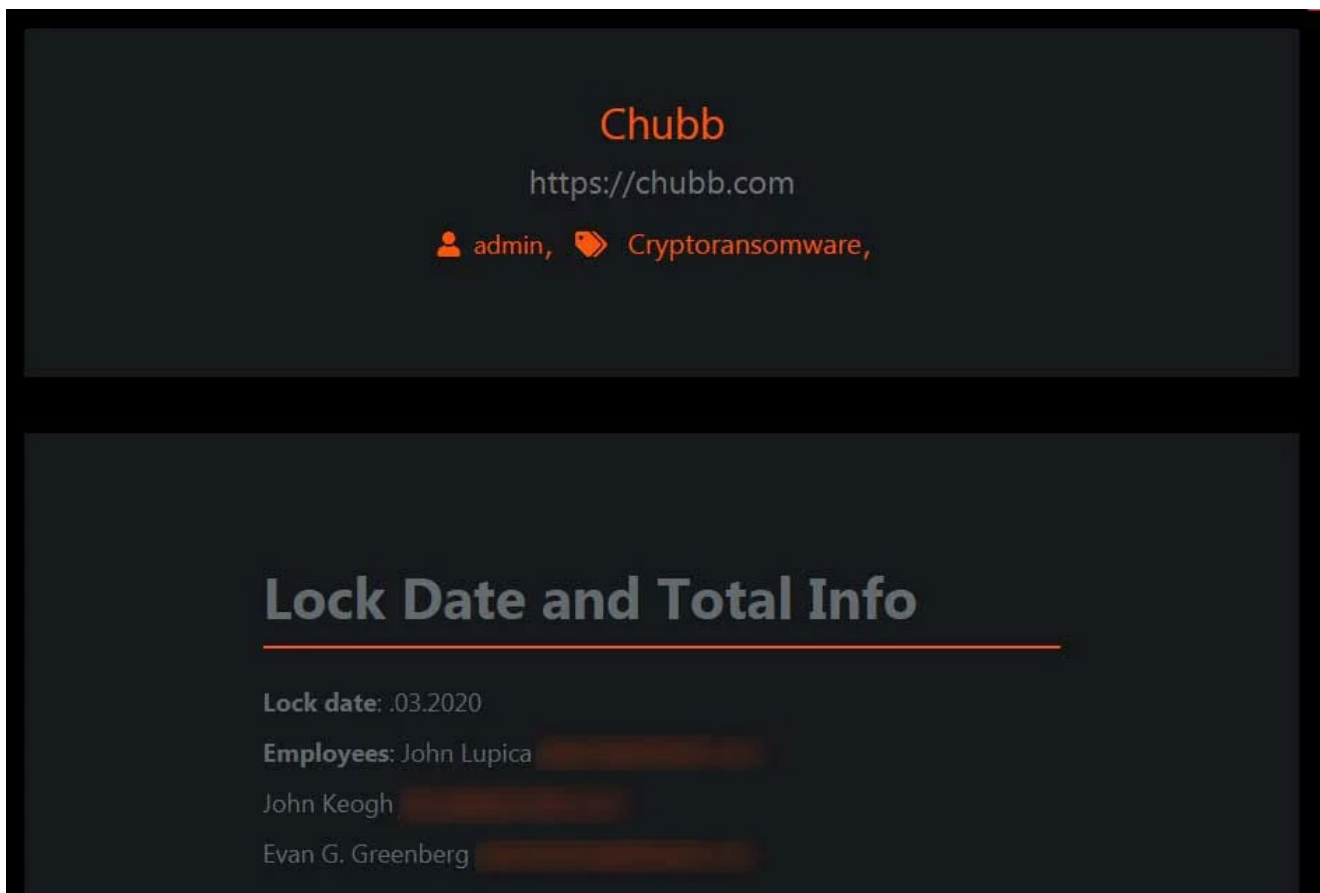 Chubb
https://chubb.com
admin, Cryptoransomware,
Lock Date and Total Info
Lock date: .03.2020
Employees: John Lupica
John Keogh
Evan G. Greenberg